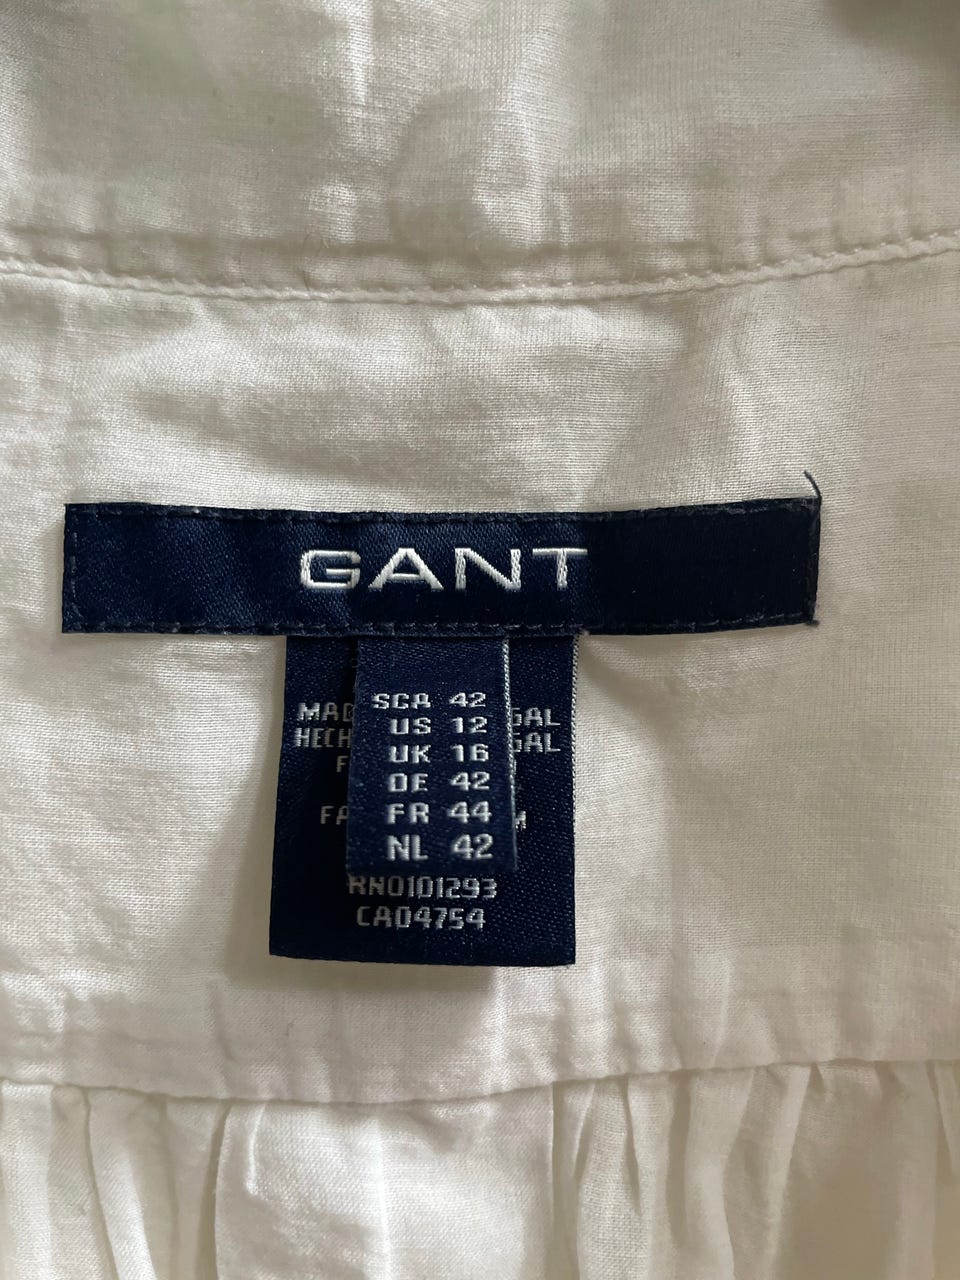 GANT
SCA 42
US 12
UK 16
DE 42
FR 44
NL 42
RN0101293
CA04754